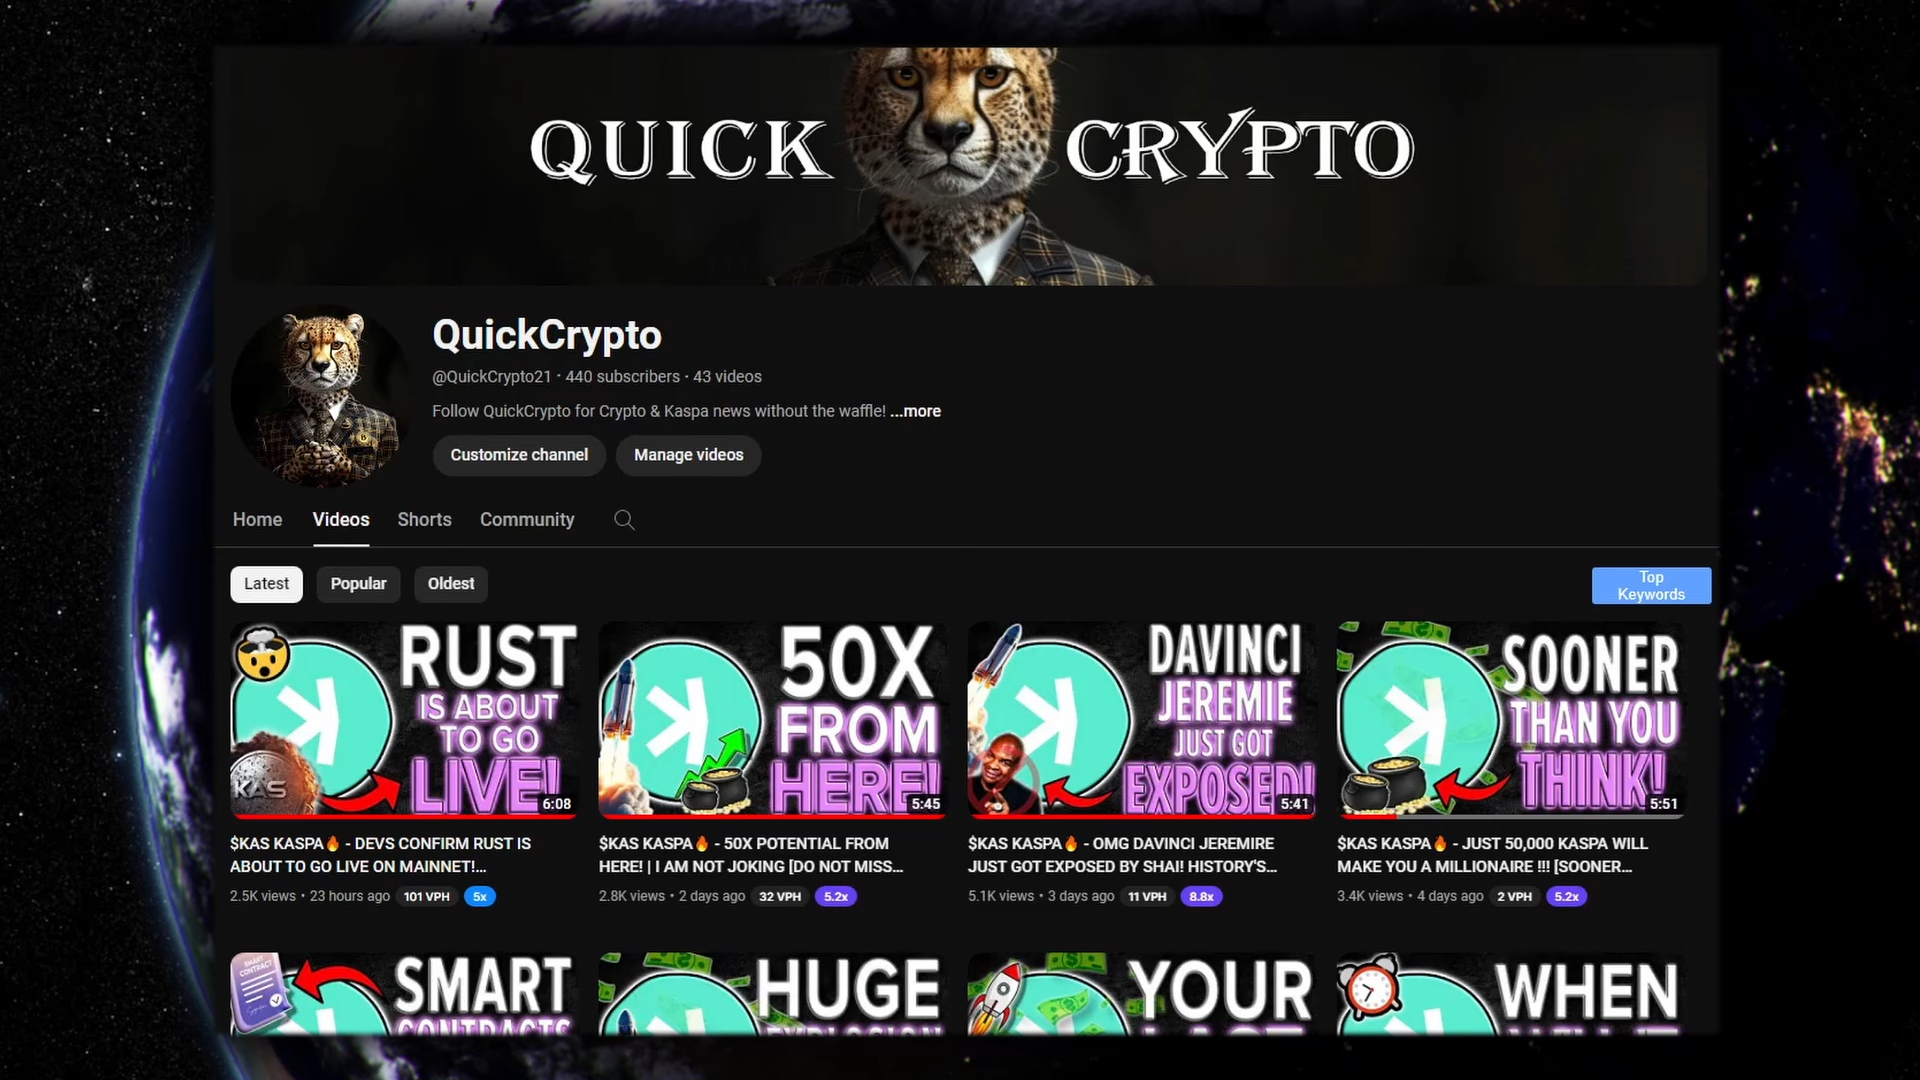 QUICK CRYPTO
QuickCrypto
@QuickCrypto21 · 440 subscribers · 43 videos
Follow QuickCrypto for Crypto & Kaspa news without the waffle! ...more
Customize channel Manage videos
Home Videos Shorts Community
Latest Popular Oldest
Top
Keywords
RUST
IS ABOUT
TO GO
LIVE!
KAS
6:08
50X
FROM
HERE!
5:45
DAVINCI
JEREMIE
JUST GOT
EXPOSED!
5:41
SOONER
THAN YOU
THINK!
5:51
$KAS KASPA🔥 - DEVS CONFIRM RUST IS
ABOUT TO GO LIVE ON MAINNET!...
2.5K views · 23 hours ago 101 VPH 5x
$KAS KASPA🔥 - 50X POTENTIAL FROM
HERE! | I AM NOT JOKING [DO NOT MISS...
2.8K views · 2 days ago 32 VPH 5.2x
$KAS KASPA🔥 - OMG DAVINCI JEREMIRE
JUST GOT EXPOSED BY SHAI! HISTORY'S...
5.1K views · 3 days ago 11 VPH 8.8x
$KAS KASPA🔥 - JUST 50,000 KASPA WILL
MAKE YOU A MILLIONAIRE !!! [SOONER...
3.4K views · 4 days ago 2 VPH 5.2x
SMART
CONTRACT
SMART
CONTRACTS
HUGE
EXPLOSION
YOUR
LAST
WHEN